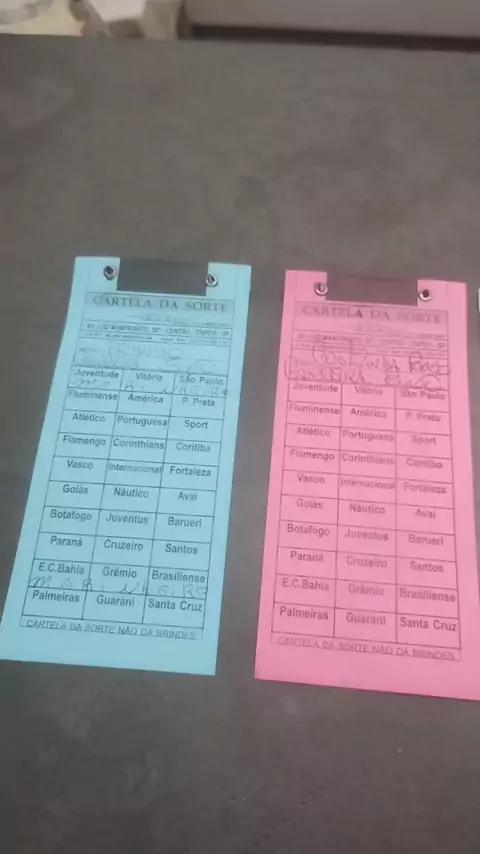 CARTELA DA SORTE
Juventude Vitória São Paulo
Fluminense América P. Preta
Atlético Portuguesa Sport
Flamengo Corinthians Coritiba
Vasco Internacional Fortaleza
Goiás Náutico Avaí
Botafogo Juventus Barueri
Paraná Cruzeiro Santos
E.C.Bahia Grêmio Brasiliense
Palmeiras Guarani Santa Cruz
CARTELA DA SORTE NÃO DÁ BRINDES
CARTELA DA SORTE
Juventude Vitória São Paulo
Fluminense América P. Preta
Atlético Portuguesa Sport
Flamengo Corinthians Coritiba
Vasco Internacional Fortaleza
Goiás Náutico Avaí
Botafogo Juventus Barueri
Paraná Cruzeiro Santos
E.C.Bahia Grêmio Brasiliense
Palmeiras Guarani Santa Cruz
CARTELA DA SORTE NÃO DÁ BRINDES